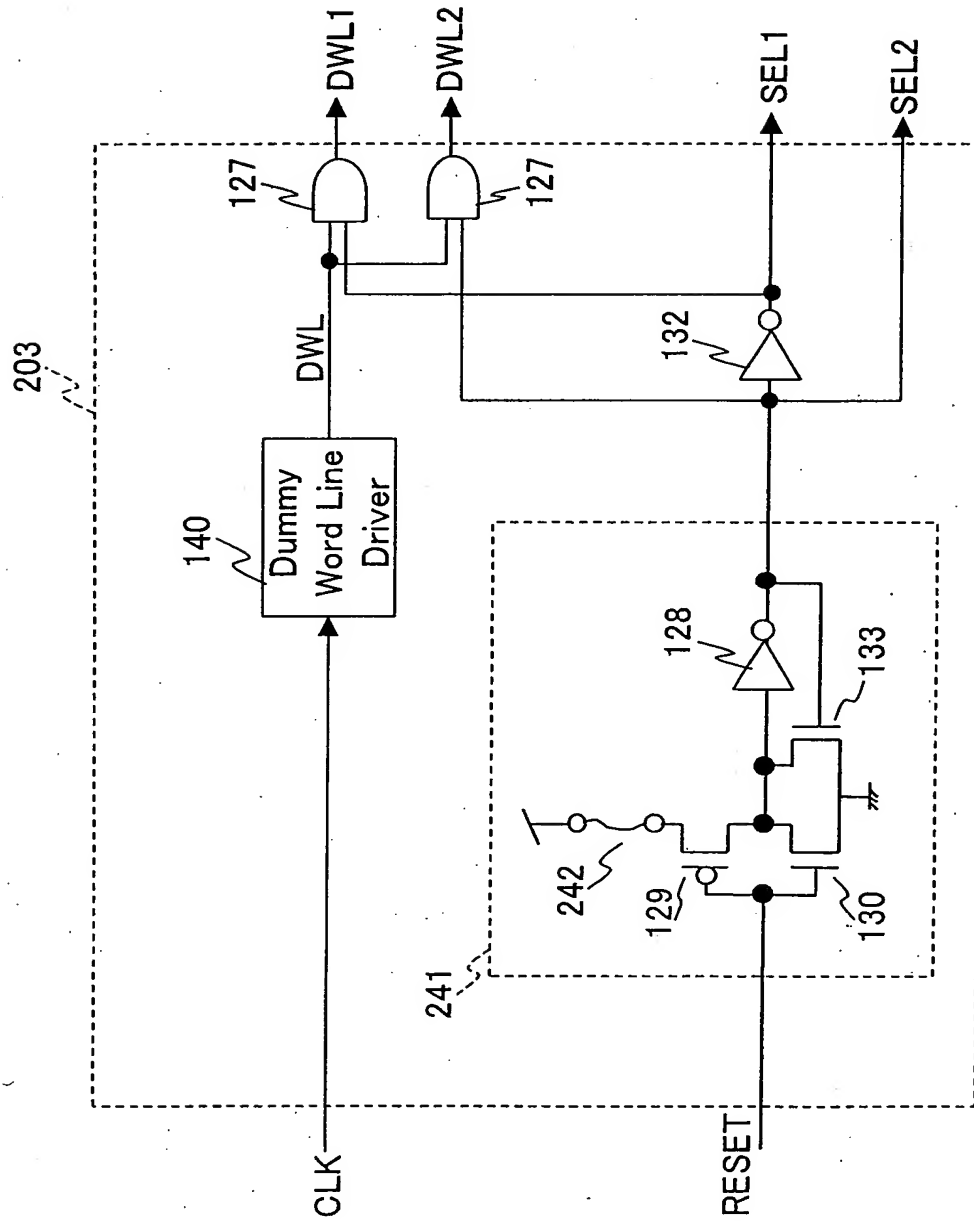 203
CLK
140
Dummy
Word Line
Driver
DWL
127
DWL1
127
DWL2
RESET
241
242
129
130
128
133
132
SEL1
SEL2